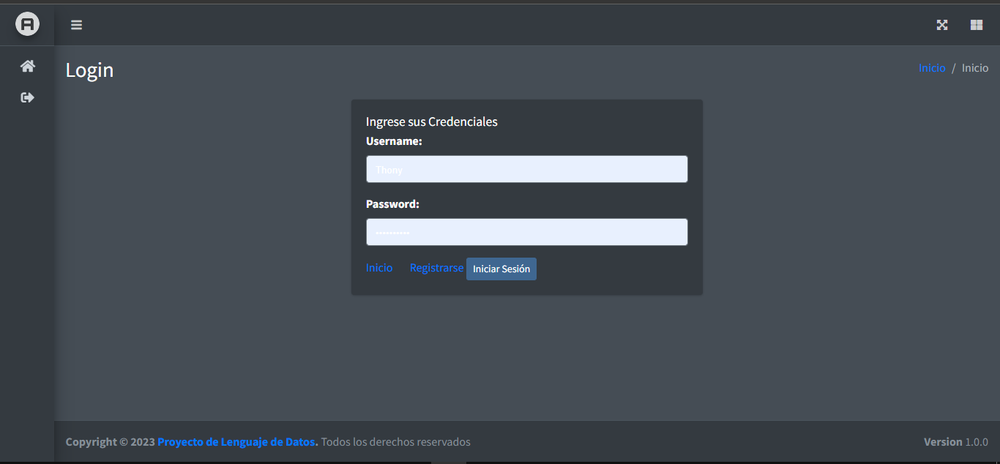 Login
Inicio / Inicio
Ingrese sus Credenciales
Username:
Thony
Password:
Inicio Registrarse Iniciar Sesión
Copyright © 2023 Proyecto de Lenguaje de Datos. Todos los derechos reservados
Version 1.0.0